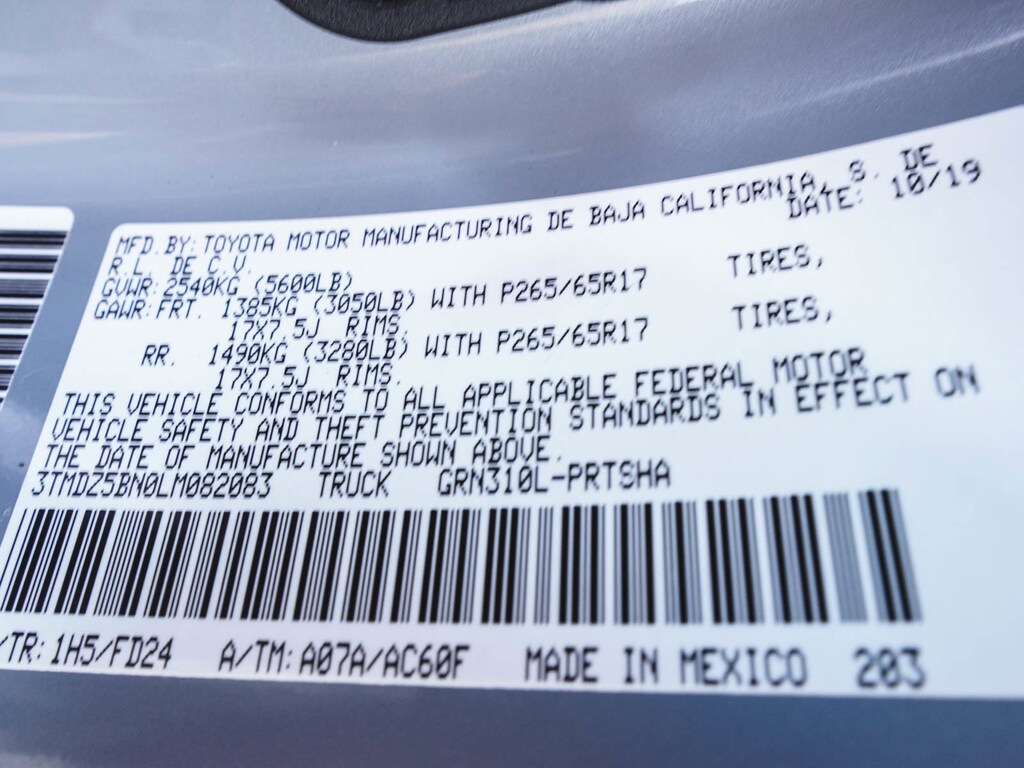 MFD. BY: TOYOTA MOTOR MANUFACTURING DE BAJA CALIFORNIA, S. DE
R.L. DE C.V. DATE: 10/19
GVWR: 2540KG (5600LB)
GAWR: FRT. 1385KG (3050LB) WITH P265/65R17 TIRES,
17X7.5J RIMS.
RR. 1490KG (3280LB) WITH P265/65R17 TIRES,
17X7.5J RIMS.
THIS VEHICLE CONFORMS TO ALL APPLICABLE FEDERAL MOTOR
VEHICLE SAFETY AND THEFT PREVENTION STANDARDS IN EFFECT ON
THE DATE OF MANUFACTURE SHOWN ABOVE.
3TMDZ5BN0LM082083 TRUCK GRN310L-PRTSHA
/TR: 1H5/FD24 A/TM: A07A/AC60F MADE IN MEXICO 203